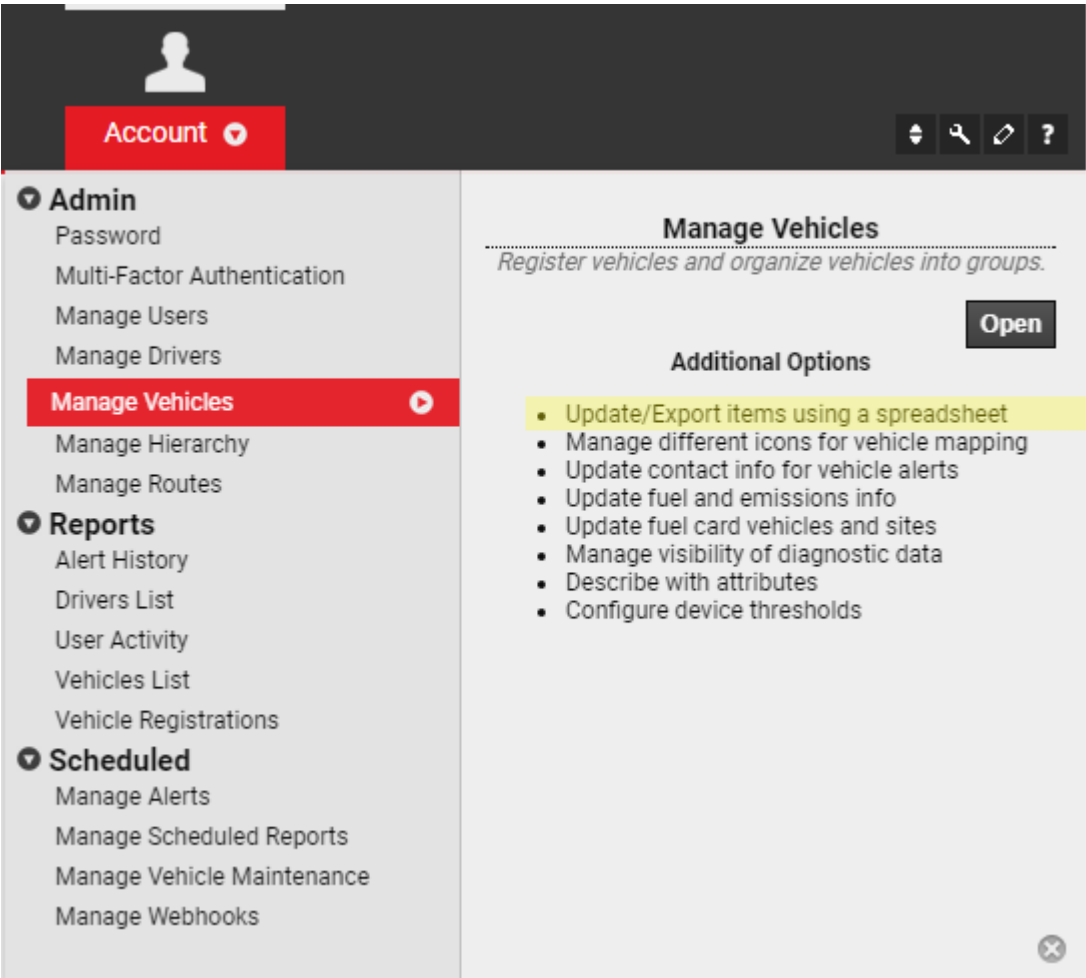 Account
?
Admin
Password
Multi-Factor Authentication
Manage Users
Manage Drivers
Manage Vehicles
Manage Hierarchy
Manage Routes
Reports
Alert History
Drivers List
User Activity
Vehicles List
Vehicle Registrations
Scheduled
Manage Alerts
Manage Scheduled Reports
Manage Vehicle Maintenance
Manage Webhooks
Manage Vehicles
Register vehicles and organize vehicles into groups.
Open
Additional Options
• Update/Export items using a spreadsheet
• Manage different icons for vehicle mapping
• Update contact info for vehicle alerts
• Update fuel and emissions info
• Update fuel card vehicles and sites
• Manage visibility of diagnostic data
• Describe with attributes
• Configure device thresholds